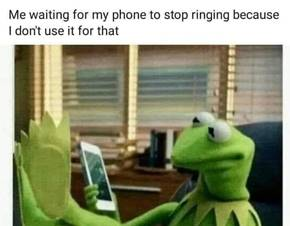 Me waiting for my phone to stop ringing because
I don't use it for that